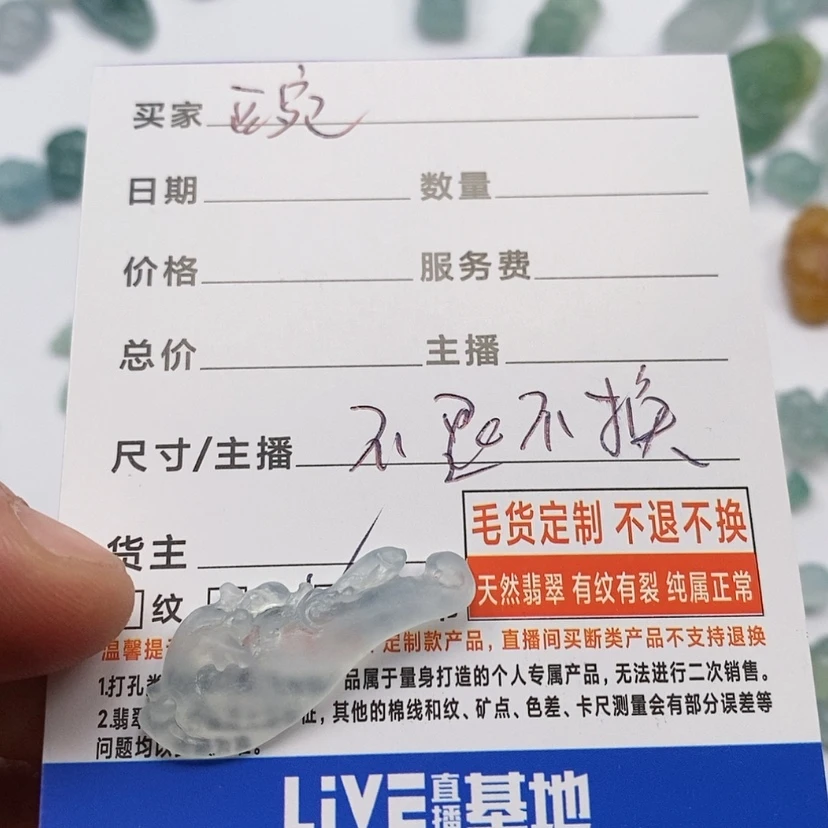 买家
日期 数量
价格 服务费
总价 主播
尺寸/主播 不退不换
货主
毛货定制 不退不换
天然翡翠 有纹有裂 纯属正常
纹
温馨提 定制款产品，直播间买断类产品不支持退换
1.打孔 品属于量身打造的个人专属产品，无法进行二次销售。
2.翡翠 ，其他的棉线和纹、矿点、色差、卡尺测量会有部分误差等
问题均
LiVE直播基地